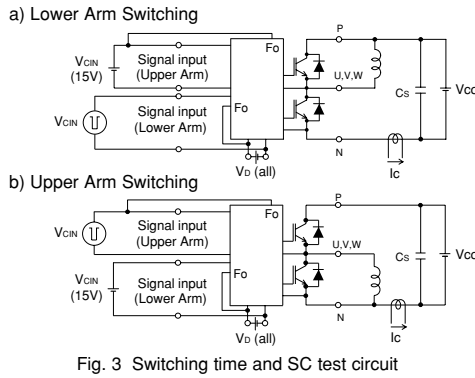 a) Lower Arm Switching
P
Fo
VCIN
(15V)
Signal input
(Upper Arm)
U,V,W
CS
VCC
VCIN
Signal input
(Lower Arm)
Fo
N
VD (all)
IC
b) Upper Arm Switching
P
Fo
VCIN
Signal input
(Upper Arm)
U,V,W
CS
VCC
VCIN
(15V)
Signal input
(Lower Arm)
Fo
N
VD (all)
IC
Fig. 3 Switching time and SC test circuit